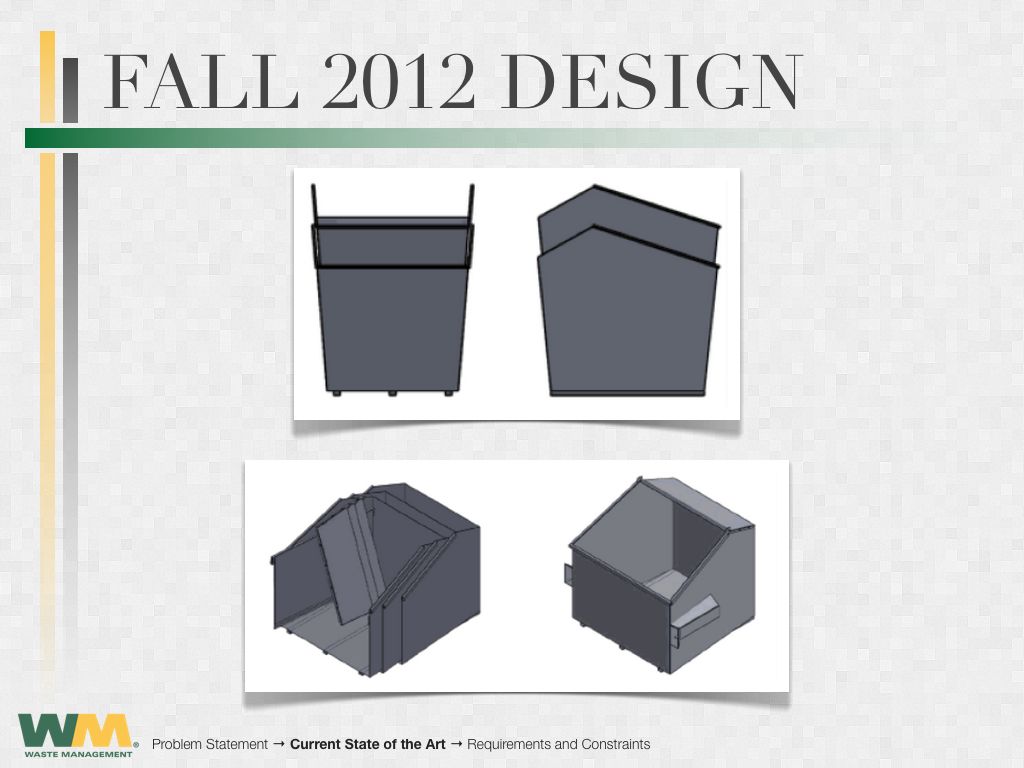 FALL 2012 DESIGN
WM®
WASTE MANAGEMENT
Problem Statement → Current State of the Art → Requirements and Constraints